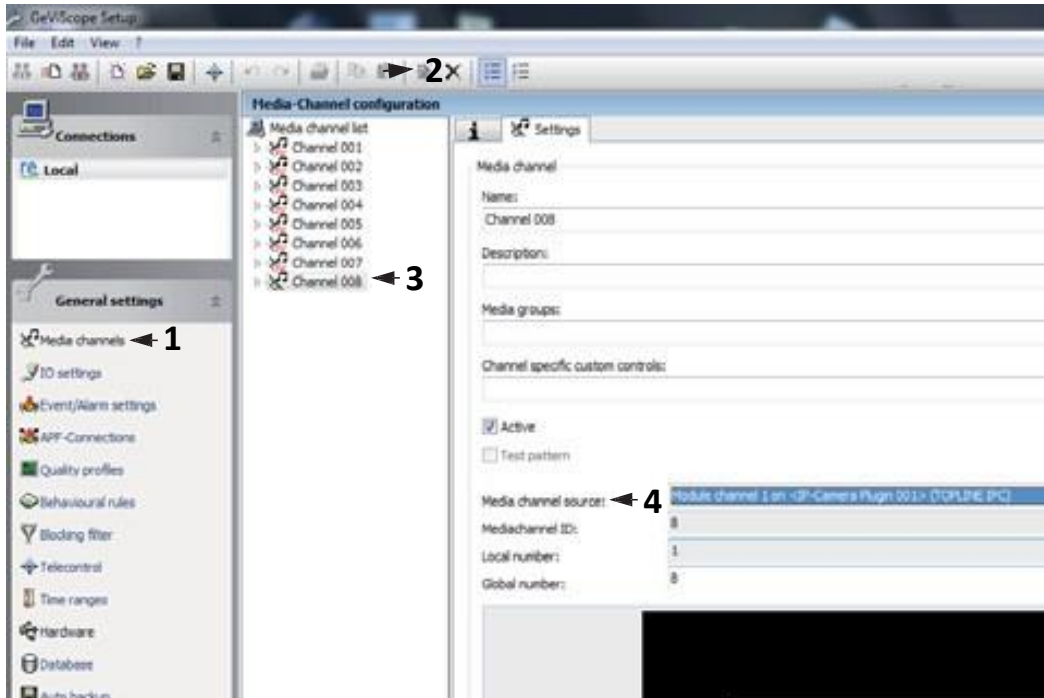 GeViScope Setup
File Edit View ?
2
Connections
Local
General settings
Media channels 1
IO settings
Event/Alarm settings
APF-Connections
Quality profiles
Behavioural rules
Blocking filter
Telecontrol
Time ranges
Hardware
Database
Auto backup
Media-Channel configuration
Media channel list
Channel 001
Channel 002
Channel 003
Channel 004
Channel 005
Channel 006
Channel 007
Channel 008 3
Settings
Media channel
Name:
Channel 008
Description:
Media groups:
Channel specific custom controls:
Active
Test pattern
Media channel source: 4 Module channel 1 on <IP-Camera Plugin 001> (TOPLINE IPC)
Mediachannel ID: 8
Local number: 1
Global number: 8